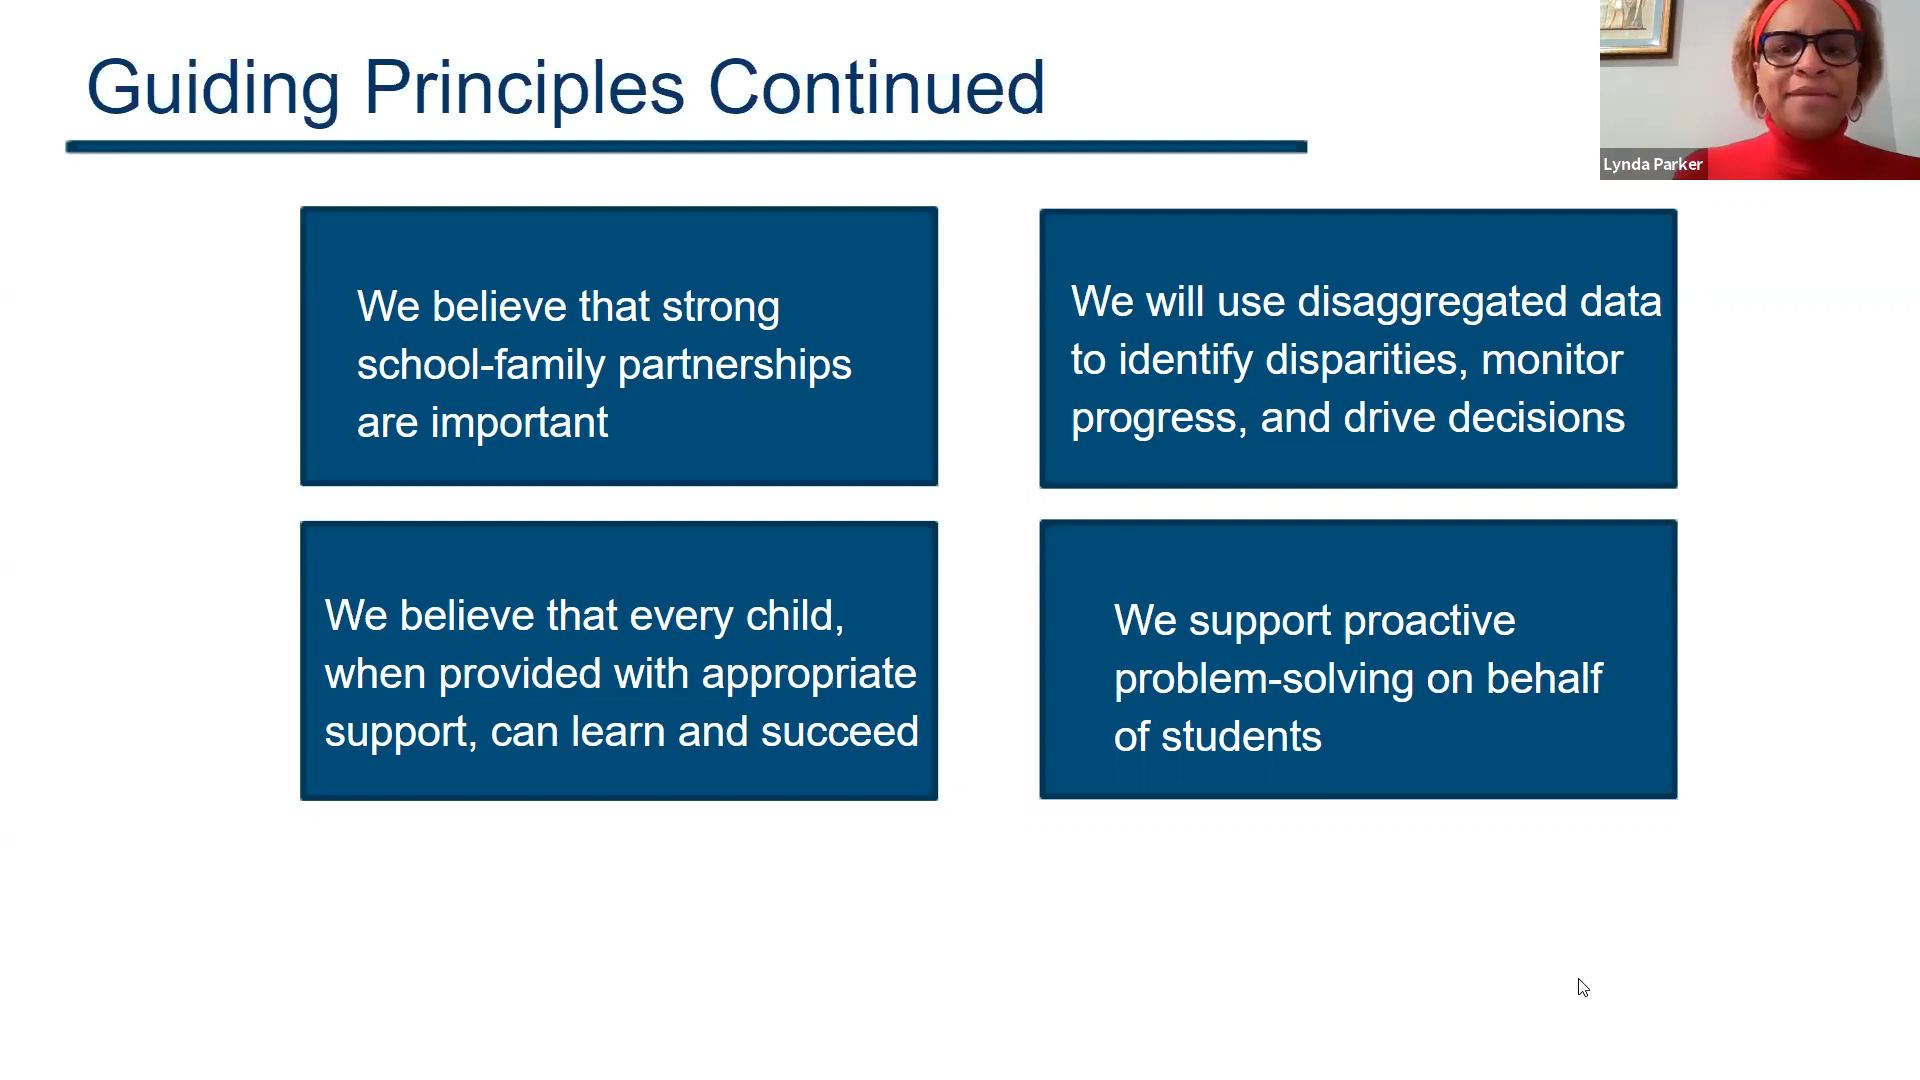 Guiding Principles Continued
Lynda Parker
We believe that strong
school-family partnerships
are important
We will use disaggregated data
to identify disparities, monitor
progress, and drive decisions
We believe that every child,
when provided with appropriate
support, can learn and succeed
We support proactive
problem-solving on behalf
of students